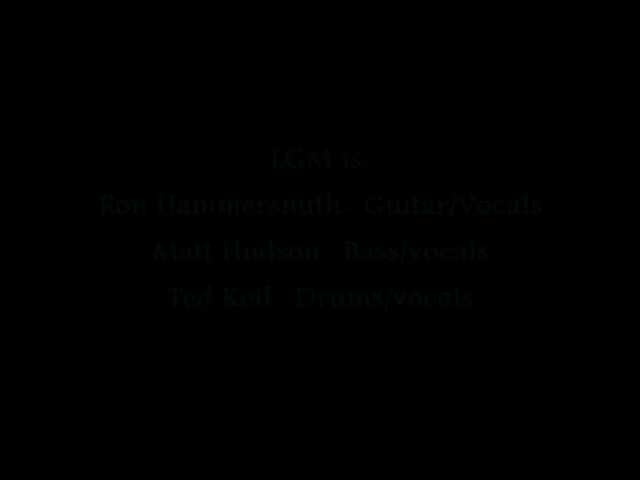 LGM is:
Ron Hammersmith - Guitar/Vocals
Matt Hudson - Bass/vocals
Ted Keil - Drums/vocals